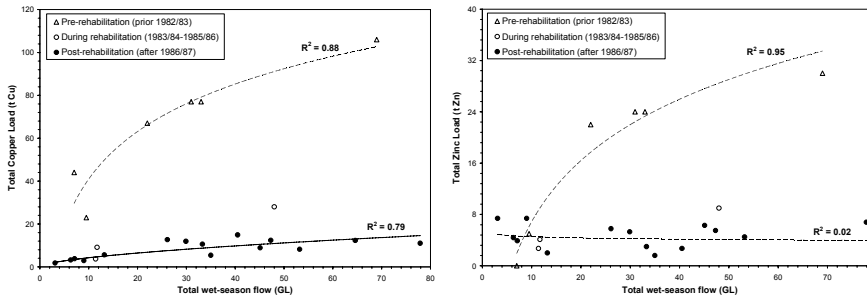 120
100
80
60
40
20
0
0 10 20 30 40 50 60 70 80
Total Copper Load (t Cu)
Total wet-season flow (GL)
Pre-rehabilitation (prior 1982/83)
During rehabilitation (1983/84-1985/86)
Post-rehabilitation (after 1986/87)
R² = 0.88
R² = 0.79
40
32
24
16
8
0
0 10 20 30 40 50 60 70
Total Zinc Load (t Zn)
Total wet-season flow (GL)
Pre-rehabilitation (prior 1982/83)
During rehabilitation (1983/84-1985/86)
Post-rehabilitation (after 1986/87)
R² = 0.95
R² = 0.02